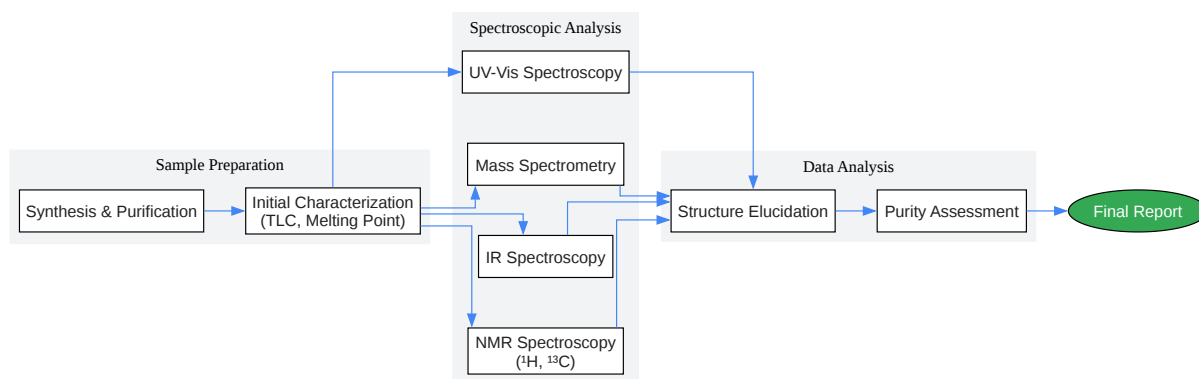 Spectroscopic Analysis
UV-Vis Spectroscopy
Sample Preparation
Synthesis & Purification
Initial Characterization
(TLC, Melting Point)
Mass Spectrometry
IR Spectroscopy
NMR Spectroscopy
(¹H, ¹³C)
Data Analysis
Structure Elucidation
Purity Assessment
Final Report